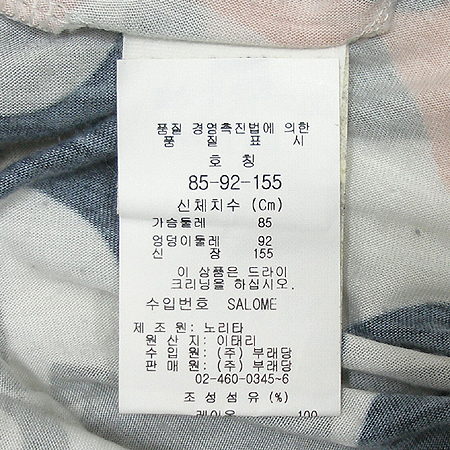 품질 경영촉진법에 의한
품 질 표 시
호 칭
85-92-155
신체치수 (Cm)
가슴둘레 85
엉덩이둘레 92
신 장 155
이 상품은 드라이
크리닝을 하십시오.
수입번호 SALOME
제 조 원: 노리타
원 산 지: 이태리
수 입 원: (주) 부래당
판 매 원: (주) 부래당
02-460-0345~6
조 성 섬 유 (%)
레이온 100